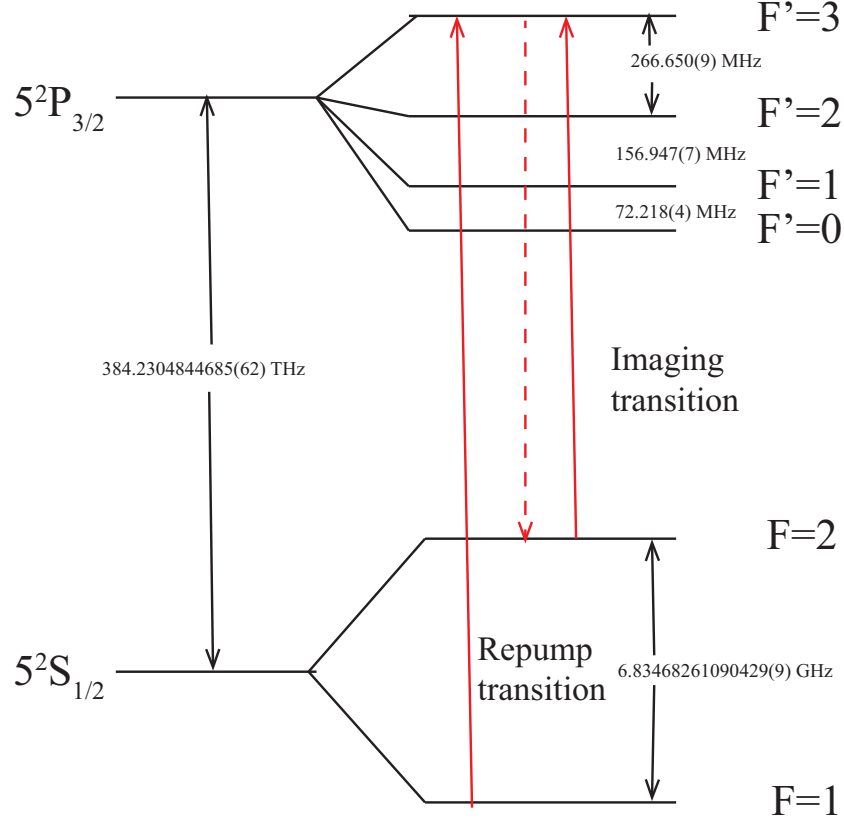 F'=3
266.650(9) MHz
5²P₃/₂
F'=2
156.947(7) MHz
F'=1
72.218(4) MHz
F'=0
384.2304844685(62) THz
Imaging
transition
F=2
Repump
transition
6.83468261090429(9) GHz
5²S₁/₂
F=1